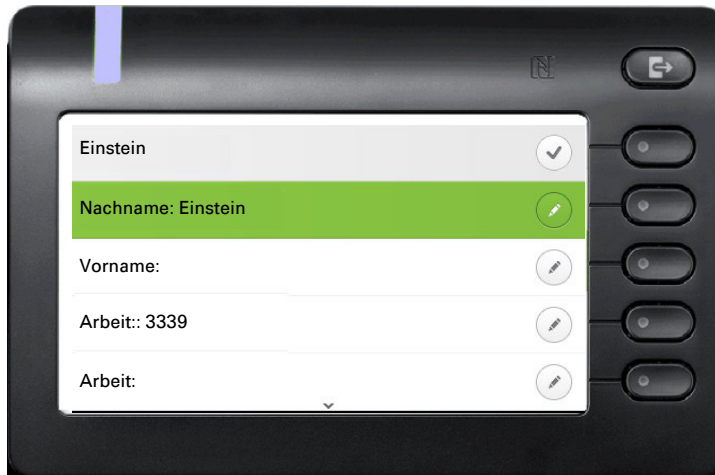 Einstein
Nachname: Einstein
Vorname:
Arbeit:: 3339
Arbeit: